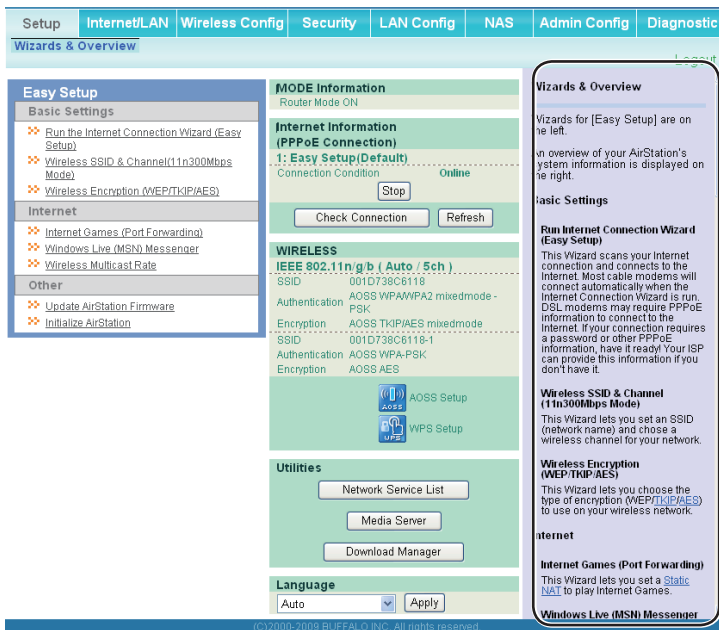 Setup
Internet/LAN
Wireless Config
Security
LAN Config
NAS
Admin Config
Diagnostic
Wizards & Overview
Logout
Easy Setup
Basic Settings
Run the Internet Connection Wizard (Easy
Setup)
Wireless SSID & Channel(11n300Mbps
Mode)
Wireless Encryption (WEP/TKIP/AES)
Internet
Internet Games (Port Forwarding)
Windows Live (MSN) Messenger
Wireless Multicast Rate
Other
Update AirStation Firmware
Initialize AirStation
MODE Information
Router Mode ON
Internet Information
(PPPoE Connection)
1: Easy Setup(Default)
Connection Condition Online
Stop
Check Connection Refresh
WIRELESS
IEEE 802.11n/g/b ( Auto / 5ch )
SSID 001D738C6118
Authentication AOSS WPA/WPA2 mixedmode -
PSK
Encryption AOSS TKIP/AES mixedmode
SSID 001D738C6118-1
Authentication AOSS WPA-PSK
Encryption AOSS AES
AOSS
AOSS Setup
WPS
WPS Setup
Utilities
Network Service List
Media Server
Download Manager
Language
Auto Apply
Wizards & Overview
Wizards for [Easy Setup] are on
the left.
An overview of your AirStation's
system information is displayed on
the right.
Basic Settings
Run Internet Connection Wizard
(Easy Setup)
This Wizard scans your Internet
connection and connects to the
Internet. Most cable modems will
connect automatically when the
Internet Connection Wizard is run.
DSL modems may require PPPoE
information to connect to the
Internet. If your connection requires
a password or other PPPoE
information, have it ready! Your ISP
can provide this information if you
don't have it.
Wireless SSID & Channel
(11n300Mbps Mode)
This Wizard lets you set an SSID
(network name) and chose a
wireless channel for your network.
Wireless Encryption
(WEP/TKIP/AES)
This Wizard lets you choose the
type of encryption (WEP/TKIP/AES)
to use on your wireless network.
Internet
Internet Games (Port Forwarding)
This Wizard lets you set a Static
NAT to play Internet Games.
Windows Live (MSN) Messenger
(C)2000-2009 BUFFALO INC. All rights reserved.